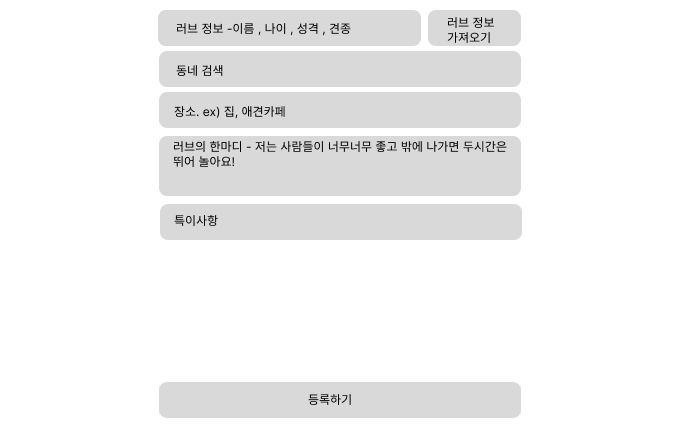 러브 정보 -이름 , 나이 , 성격 , 견종
러브 정보
가져오기
동네 검색
장소. ex) 집, 애견카페
러브의 한마디 - 저는 사람들이 너무너무 좋고 밖에 나가면 두시간은
뛰어 놀아요!
특이사항
등록하기